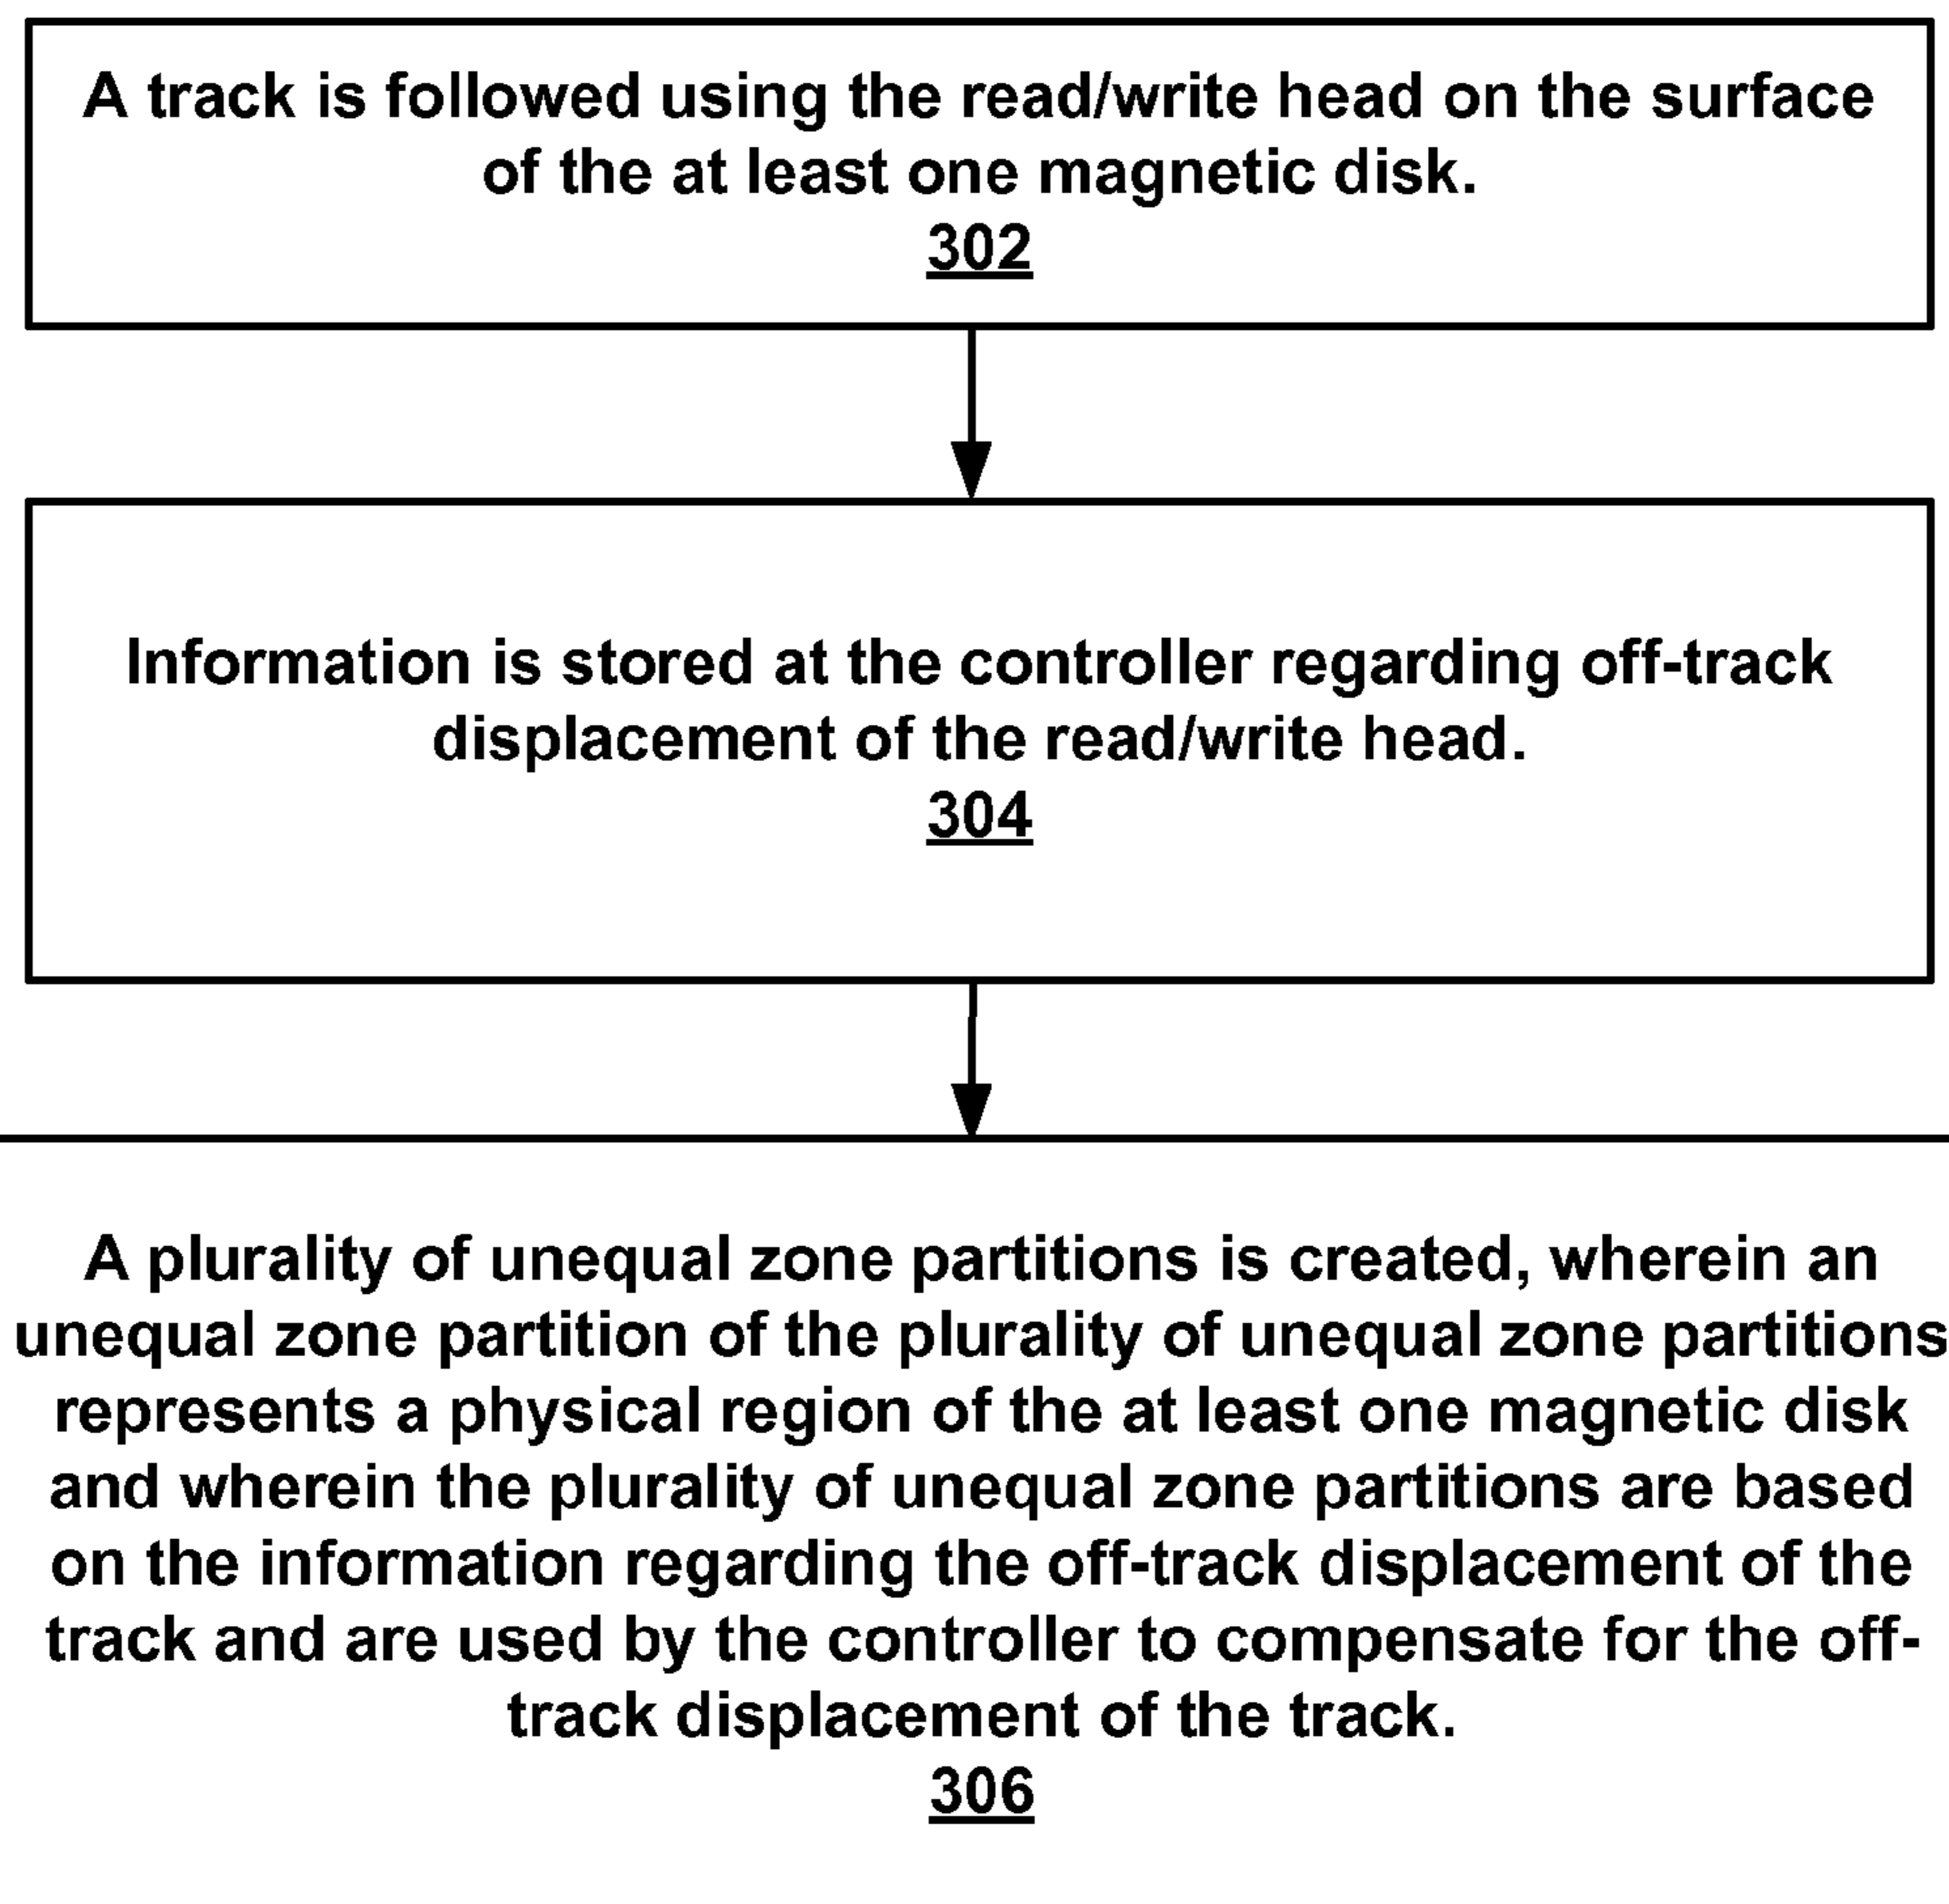 A track is followed using the read/write head on the surface
of the at least one magnetic disk.
302
Information is stored at the controller regarding off-track
displacement of the read/write head.
304
A plurality of unequal zone partitions is created, wherein an
unequal zone partition of the plurality of unequal zone partitions
represents a physical region of the at least one magnetic disk
and wherein the plurality of unequal zone partitions are based
on the information regarding the off-track displacement of the
track and are used by the controller to compensate for the off-
track displacement of the track.
306